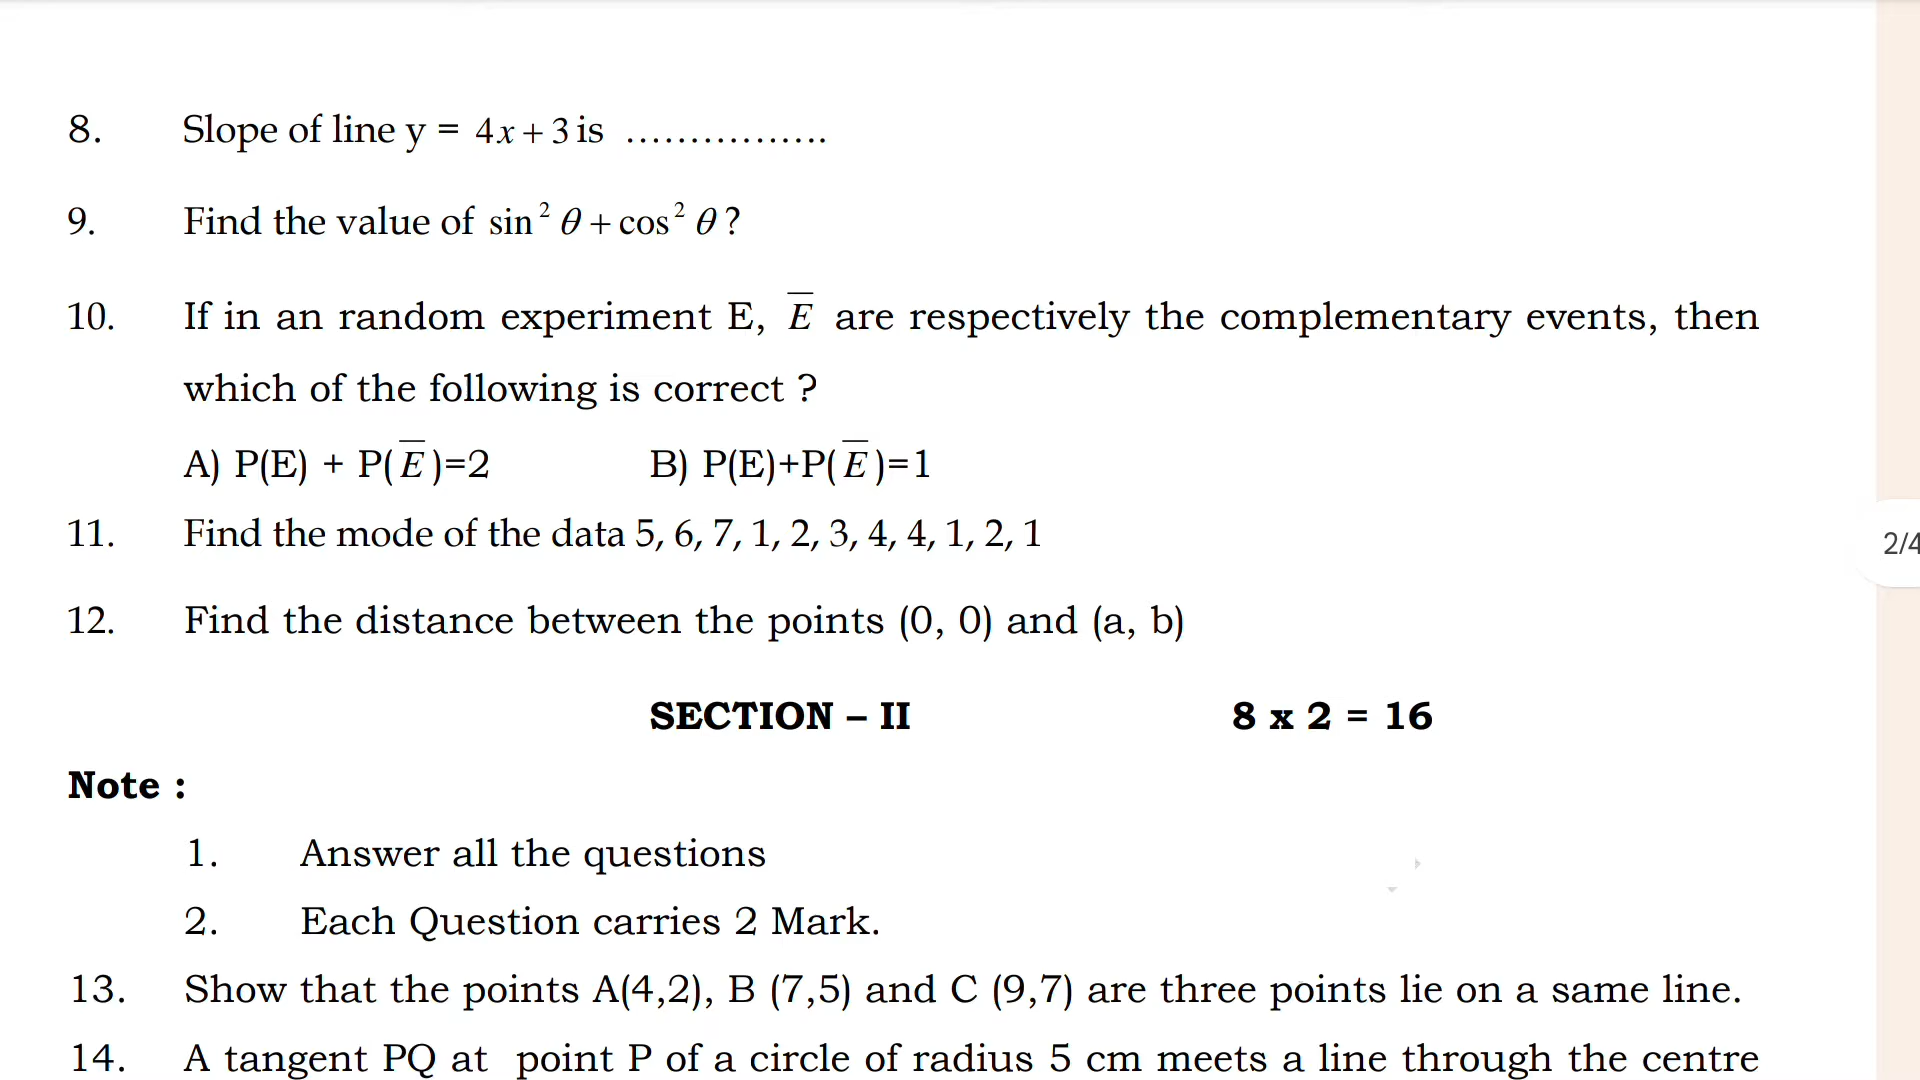 8. Slope of line y = 4x + 3 is ................
9. Find the value of sin² θ + cos² θ ?
10. If in an random experiment E, E̅ are respectively the complementary events, then
which of the following is correct ?
A) P(E) + P( E̅ )=2 B) P(E)+P( E̅ )=1
11. Find the mode of the data 5, 6, 7, 1, 2, 3, 4, 4, 1, 2, 1
12. Find the distance between the points (0, 0) and (a, b)
SECTION – II 8 x 2 = 16
Note :
1. Answer all the questions
2. Each Question carries 2 Mark.
13. Show that the points A(4,2), B (7,5) and C (9,7) are three points lie on a same line.
14. A tangent PQ at point P of a circle of radius 5 cm meets a line through the centre
2/4